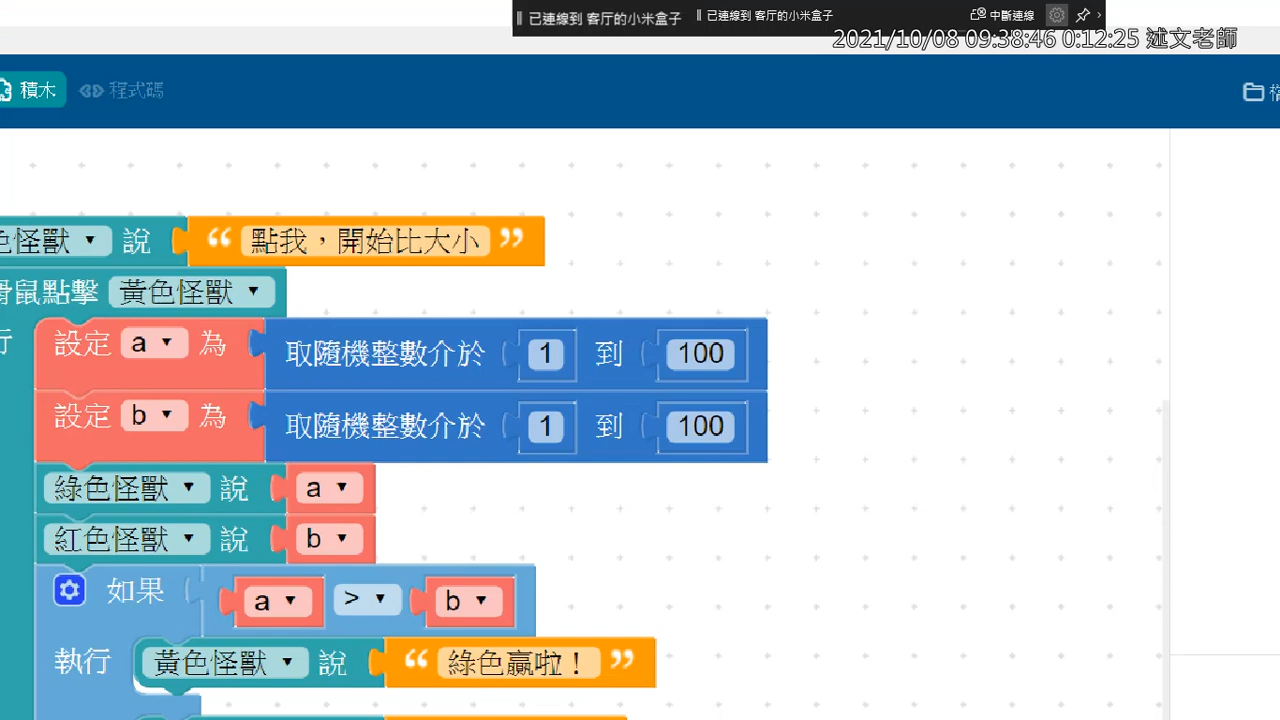 已連線到 客厅的小米盒子 已連線到 客厅的小米盒子 中斷連線
2021/10/08 09:38:46 0:12:25 述文老師
積木 程式碼
色怪獸 說 “ 點我，開始比大小 ”
滑鼠點擊 黃色怪獸
行 設定 a 為 取隨機整數介於 1 到 100
設定 b 為 取隨機整數介於 1 到 100
綠色怪獸 說 a
紅色怪獸 說 b
如果 a > b
執行 黃色怪獸 說 “ 綠色贏啦！ ”